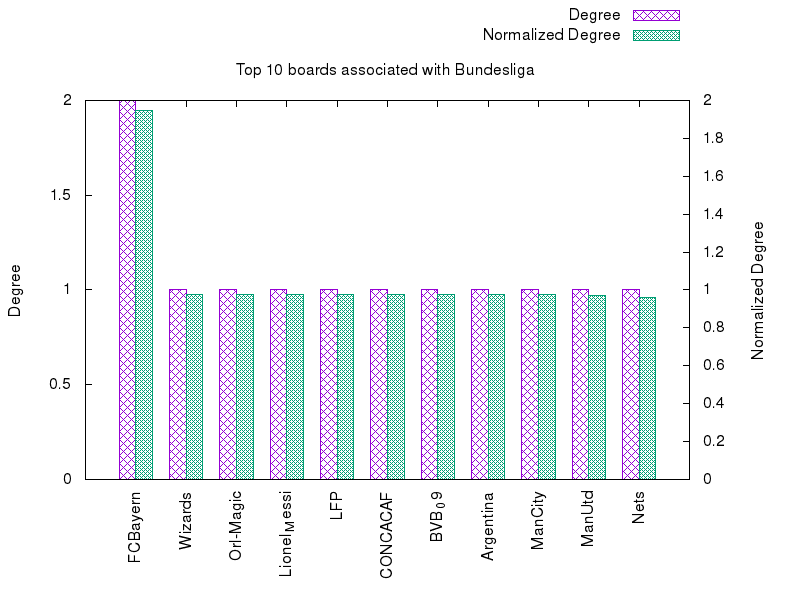 Degree
Normalized Degree
Top 10 boards associated with Bundesliga
2
1.5
1
0.5
0
2
1.8
1.6
1.4
1.2
1
0.8
0.6
0.4
0.2
0
Degree
Normalized Degree
FCBayern
Wizards
Orl-Magic
Lionel_Messi
LFP
CONCACAF
BVB₀9
Argentina
ManCity
ManUtd
Nets